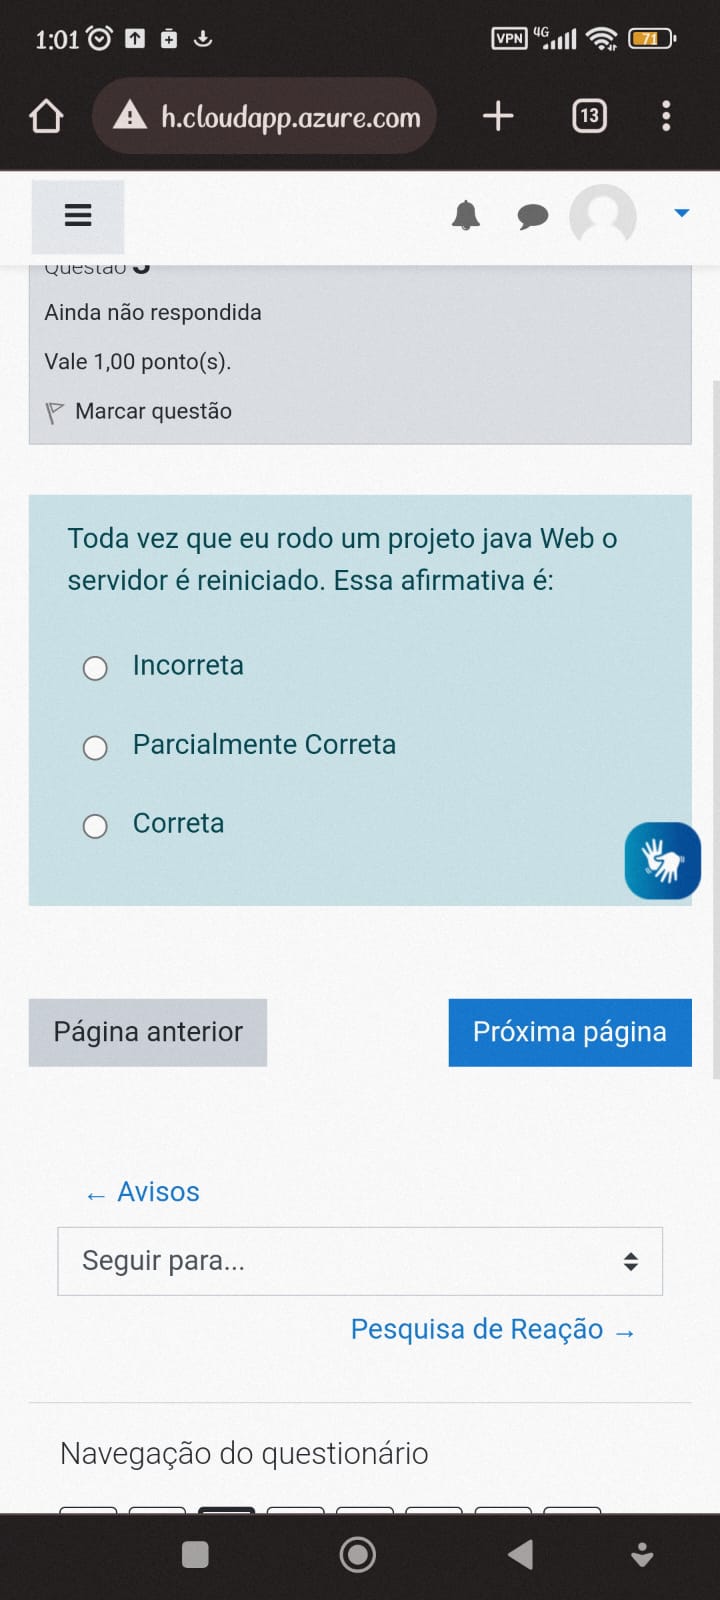 1:01
VPN 4G 71
h.cloudapp.azure.com
13
Questão 3
Ainda não respondida
Vale 1,00 ponto(s).
Marcar questão
Toda vez que eu rodo um projeto java Web o
servidor é reiniciado. Essa afirmativa é:
Incorreta
Parcialmente Correta
Correta
Página anterior
Próxima página
← Avisos
Seguir para...
Pesquisa de Reação →
Navegação do questionário